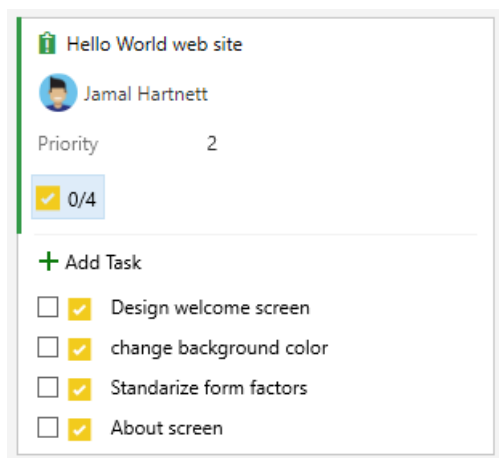 Hello World web site
Jamal Hartnett
Priority 2
0/4
+ Add Task
Design welcome screen
change background color
Standarize form factors
About screen